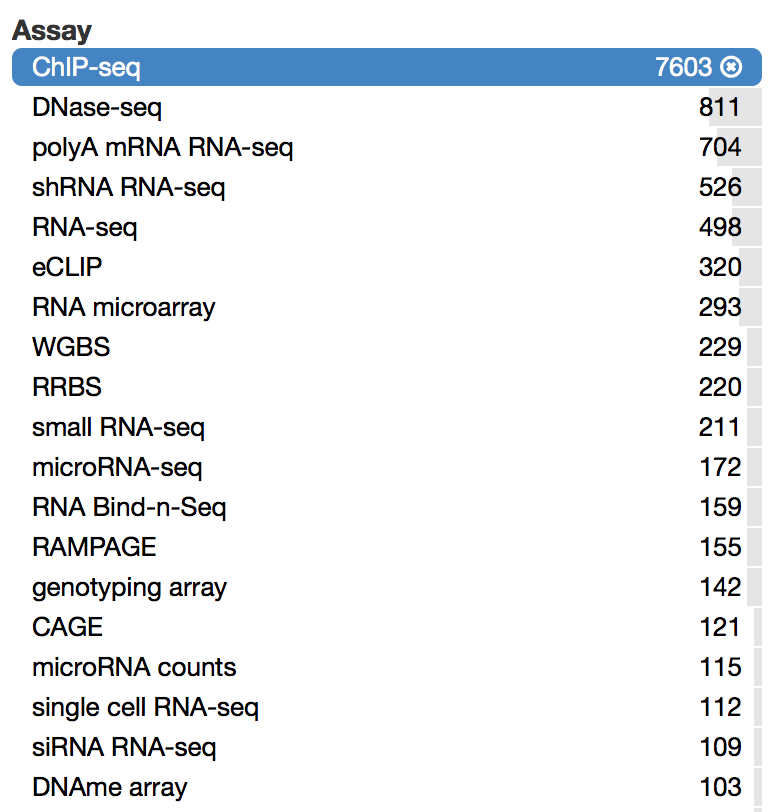 Assay
ChIP-seq 7603
DNase-seq 811
polyA mRNA RNA-seq 704
shRNA RNA-seq 526
RNA-seq 498
eCLIP 320
RNA microarray 293
WGBS 229
RRBS 220
small RNA-seq 211
microRNA-seq 172
RNA Bind-n-Seq 159
RAMPAGE 155
genotyping array 142
CAGE 121
microRNA counts 115
single cell RNA-seq 112
siRNA RNA-seq 109
DNAme array 103